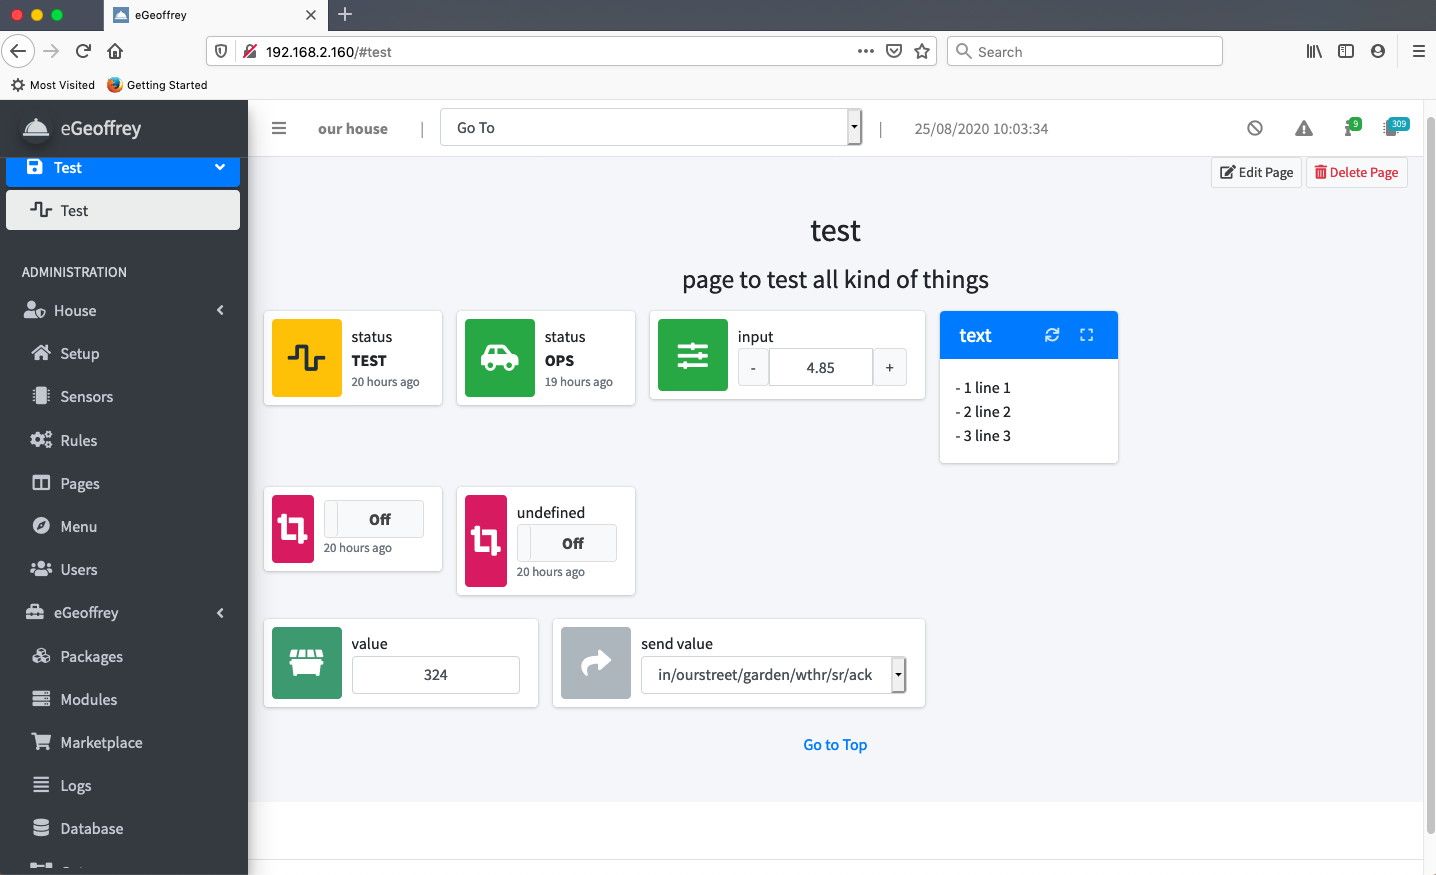 eGeoffrey
192.168.2.160/#test
Search
Most Visited
Getting Started
eGeoffrey
our house
|
Go To
|
25/08/2020 10:03:34
9
309
Test
Test
ADMINISTRATION
House
Setup
Sensors
Rules
Pages
Menu
Users
eGeoffrey
Packages
Modules
Marketplace
Logs
Database
Edit Page
Delete Page
test
page to test all kind of things
status
TEST
20 hours ago
status
OPS
19 hours ago
input
- 4.85 +
text
- 1 line 1
- 2 line 2
- 3 line 3
Off
20 hours ago
undefined
Off
20 hours ago
value
324
send value
in/ourstreet/garden/wthr/sr/ack
Go to Top